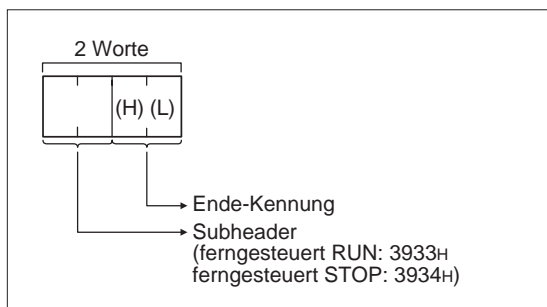 2 Worte
(H) (L)
Ende-Kennung
Subheader
(ferngesteuert RUN: 3933H
ferngesteuert STOP: 3934H)